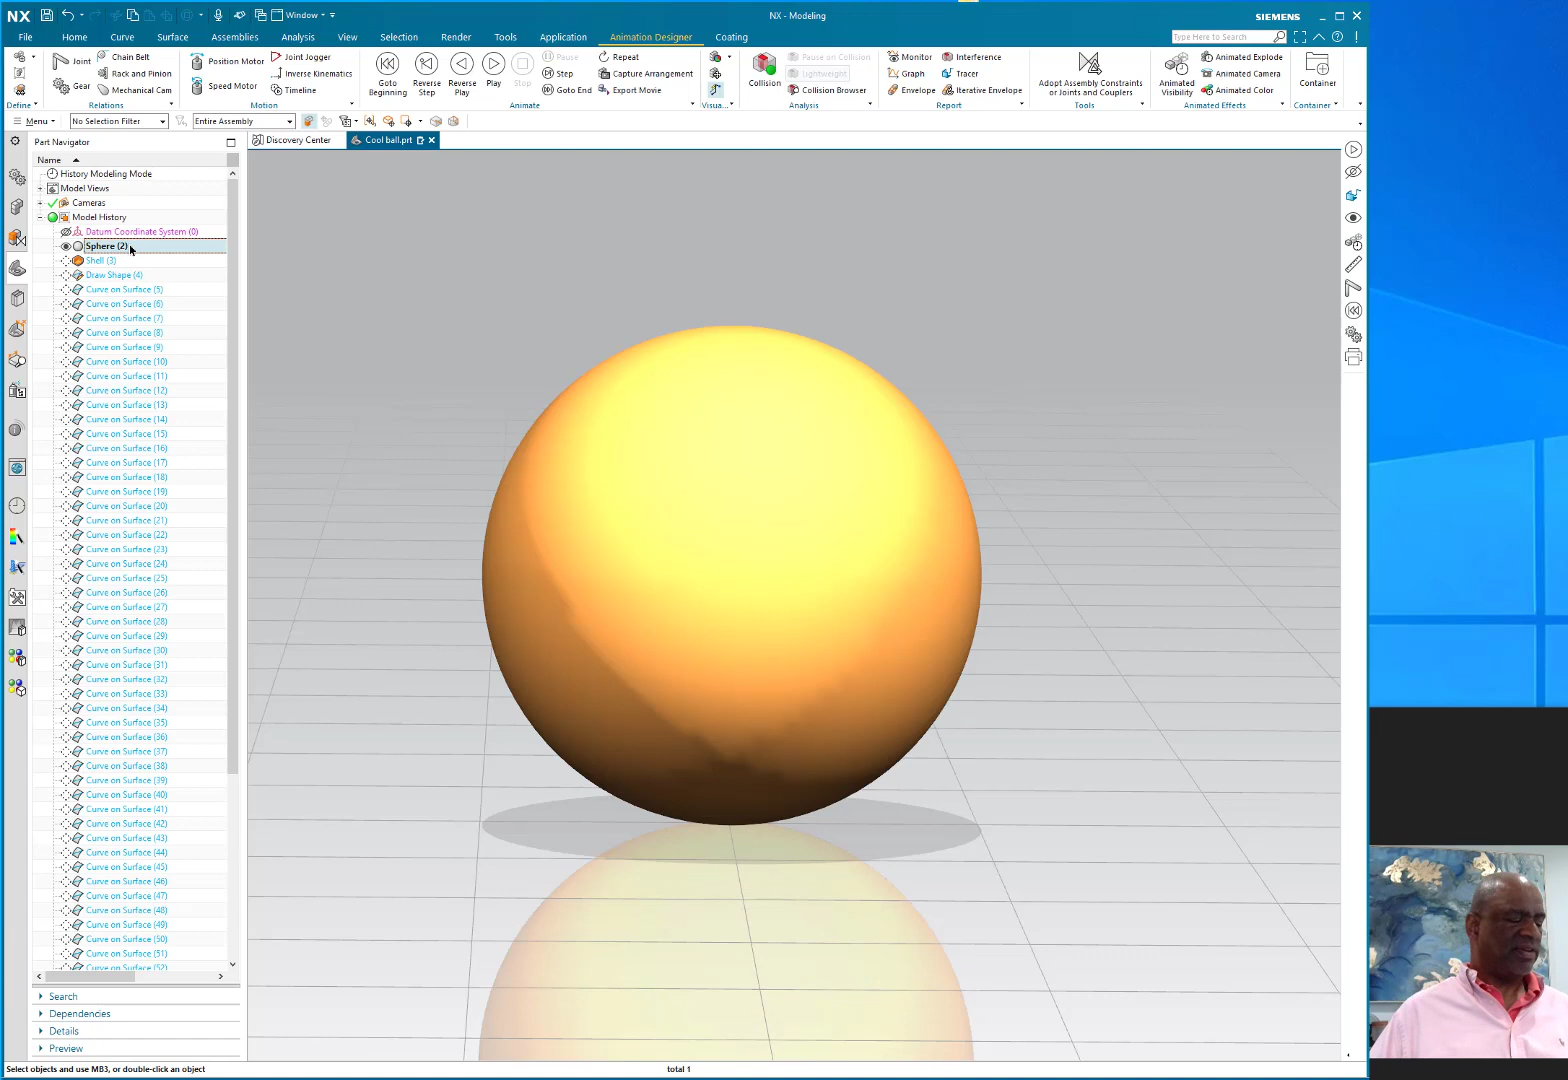 NX
Window
NX - Modeling
SIEMENS
File
Home
Curve
Surface
Assemblies
Analysis
View
Selection
Render
Tools
Application
Animation Designer
Coating
Type Here to Search
Joint
Gear
Chain Belt
Rack and Pinion
Mechanical Cam
Position Motor
Speed Motor
Joint Jogger
Inverse Kinematics
Timeline
Goto
Beginning
Reverse
Step
Reverse
Play
Play
Stop
Pause
Step
Goto End
Repeat
Capture Arrangement
Export Movie
Collision
Pause on Collision
Lightweight
Collision Browser
Monitor
Graph
Envelope
Interference
Tracer
Iterative Envelope
Adopt Assembly Constraints
or Joints and Couplers
Animated
Visibility
Animated Explode
Animated Camera
Animated Color
Container
Define
Relations
Motion
Animate
Visua...
Analysis
Report
Tools
Animated Effects
Container
Menu
No Selection Filter
Entire Assembly
Part Navigator
Discovery Center
Cool ball.prt
Name
History Modeling Mode
Model Views
Cameras
Model History
Datum Coordinate System (0)
Sphere (2)
Shell (3)
Draw Shape (4)
Curve on Surface (5)
Curve on Surface (6)
Curve on Surface (7)
Curve on Surface (8)
Curve on Surface (9)
Curve on Surface (10)
Curve on Surface (11)
Curve on Surface (12)
Curve on Surface (13)
Curve on Surface (14)
Curve on Surface (15)
Curve on Surface (16)
Curve on Surface (17)
Curve on Surface (18)
Curve on Surface (19)
Curve on Surface (20)
Curve on Surface (21)
Curve on Surface (22)
Curve on Surface (23)
Curve on Surface (24)
Curve on Surface (25)
Curve on Surface (26)
Curve on Surface (27)
Curve on Surface (28)
Curve on Surface (29)
Curve on Surface (30)
Curve on Surface (31)
Curve on Surface (32)
Curve on Surface (33)
Curve on Surface (34)
Curve on Surface (35)
Curve on Surface (36)
Curve on Surface (37)
Curve on Surface (38)
Curve on Surface (39)
Curve on Surface (40)
Curve on Surface (41)
Curve on Surface (42)
Curve on Surface (43)
Curve on Surface (44)
Curve on Surface (45)
Curve on Surface (46)
Curve on Surface (47)
Curve on Surface (48)
Curve on Surface (49)
Curve on Surface (50)
Curve on Surface (51)
Curve on Surface (52)
Search
Dependencies
Details
Preview
Select objects and use MB3, or double-click an object
total 1